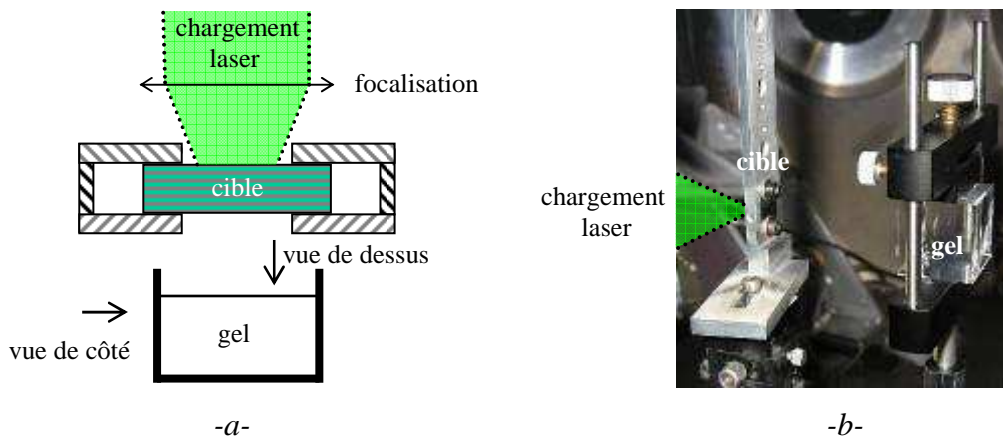 chargement
laser
focalisation
cible
vue de dessus
gel
vue de côté
-a-
cible
chargement
laser
gel
-b-